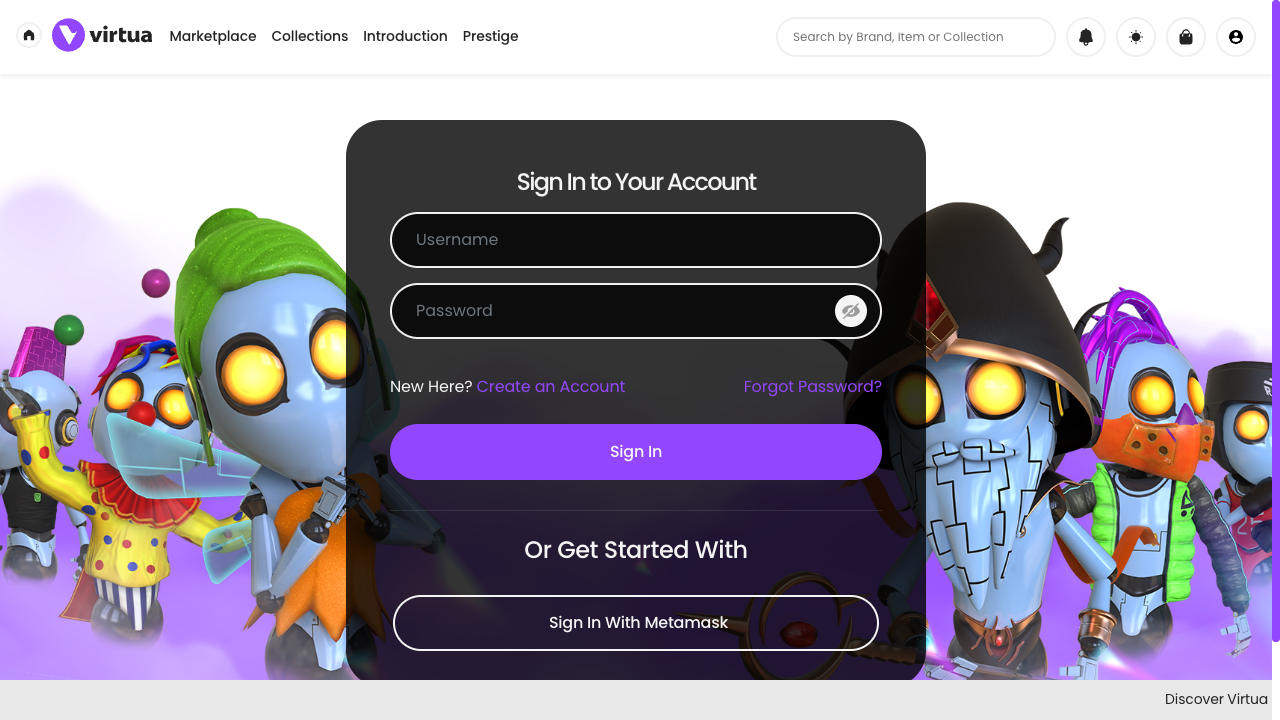 virtua Marketplace Collections Introduction Prestige Search by Brand, Item or Collection
Sign In to Your Account
Username
Password
New Here? Create an Account Forgot Password?
Sign In
Or Get Started With
Sign In With Metamask
Discover Virtua